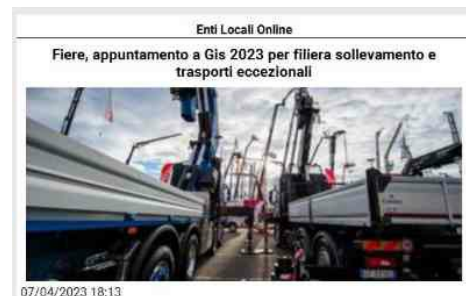 Enti Locali Online
Fiere, appuntamento a Gis 2023 per filiera sollevamento e
trasporti eccezionali
07/04/2023 18:13